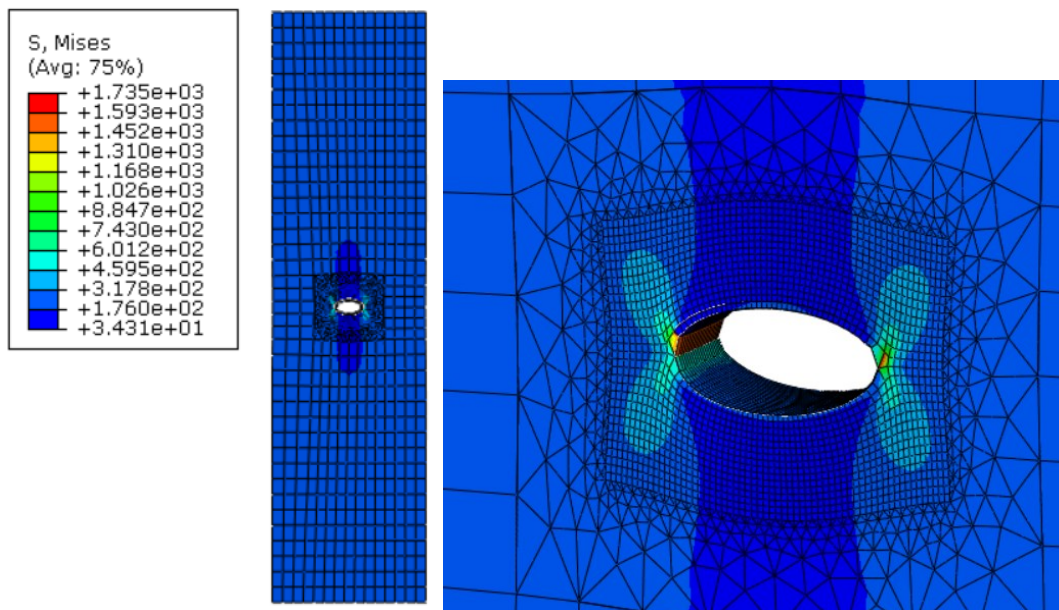 S, Mises
(Avg: 75%)
+1.735e+03
+1.593e+03
+1.452e+03
+1.310e+03
+1.168e+03
+1.026e+03
+8.847e+02
+7.430e+02
+6.012e+02
+4.595e+02
+3.178e+02
+1.760e+02
+3.431e+01